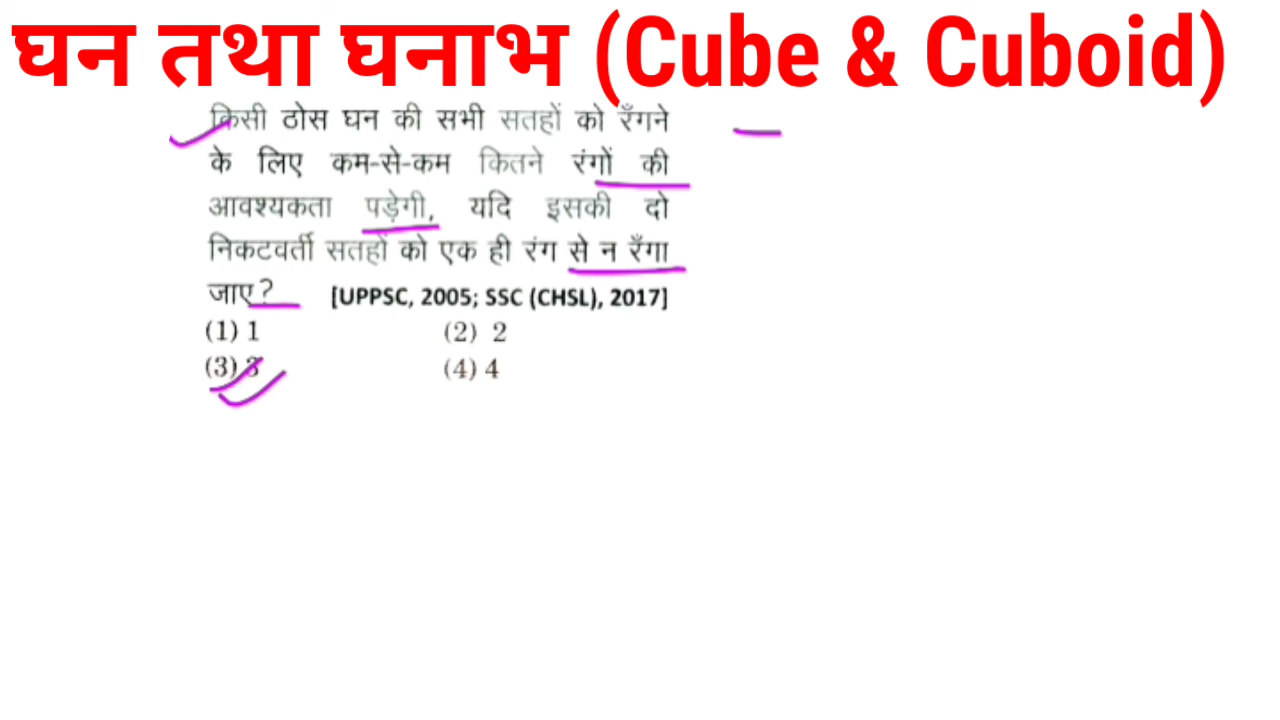 घन तथा घनाभ (Cube & Cuboid)
किसी ठोस घन की सभी सतहों को रँगने
के लिए कम-से-कम कितने रंगों की
आवश्यकता पड़ेगी, यदि इसकी दो
निकटवर्ती सतहों को एक ही रंग से न रँगा
जाए? [UPPSC, 2005; SSC (CHSL), 2017]
(1) 1 (2) 2
(3) 3 (4) 4